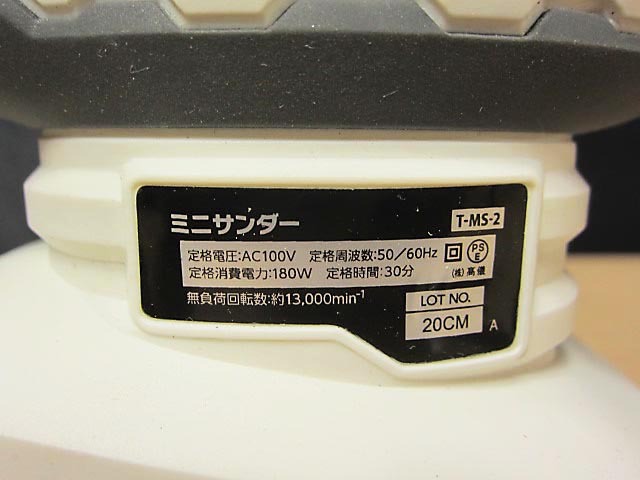 ミニサンダー T-MS-2
定格電圧:AC100V 定格周波数:50/60Hz PSE
定格消費電力:180W 定格時間:30分 (株)髙儀
無負荷回転数:約13,000min⁻¹
LOT NO.
20CM A